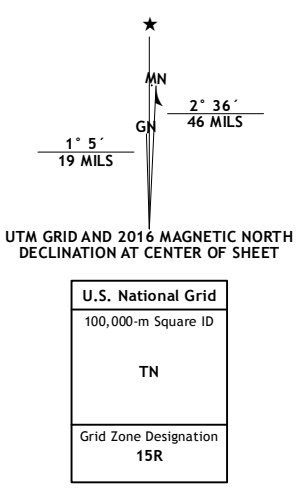 ★
MN
GN
2° 36´
46 MILS
1° 5´
19 MILS
UTM GRID AND 2016 MAGNETIC NORTH
DECLINATION AT CENTER OF SHEET
U.S. National Grid
100,000-m Square ID
TN
Grid Zone Designation
15R